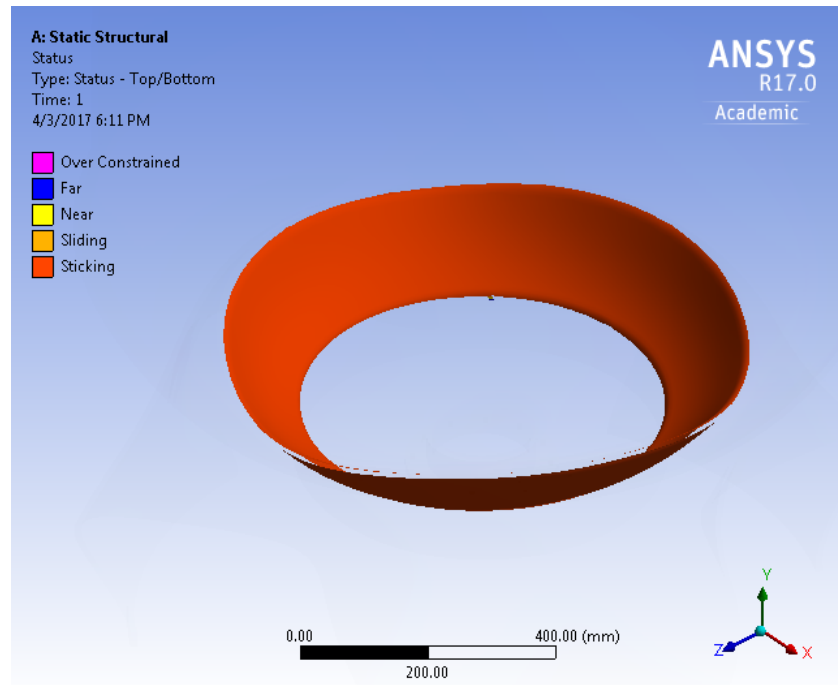 A: Static Structural
Status
Type: Status - Top/Bottom
Time: 1
4/3/2017 6:11 PM
Over Constrained
Far
Near
Sliding
Sticking
ANSYS
R17.0
Academic
0.00
400.00 (mm)
200.00
Y
Z
X